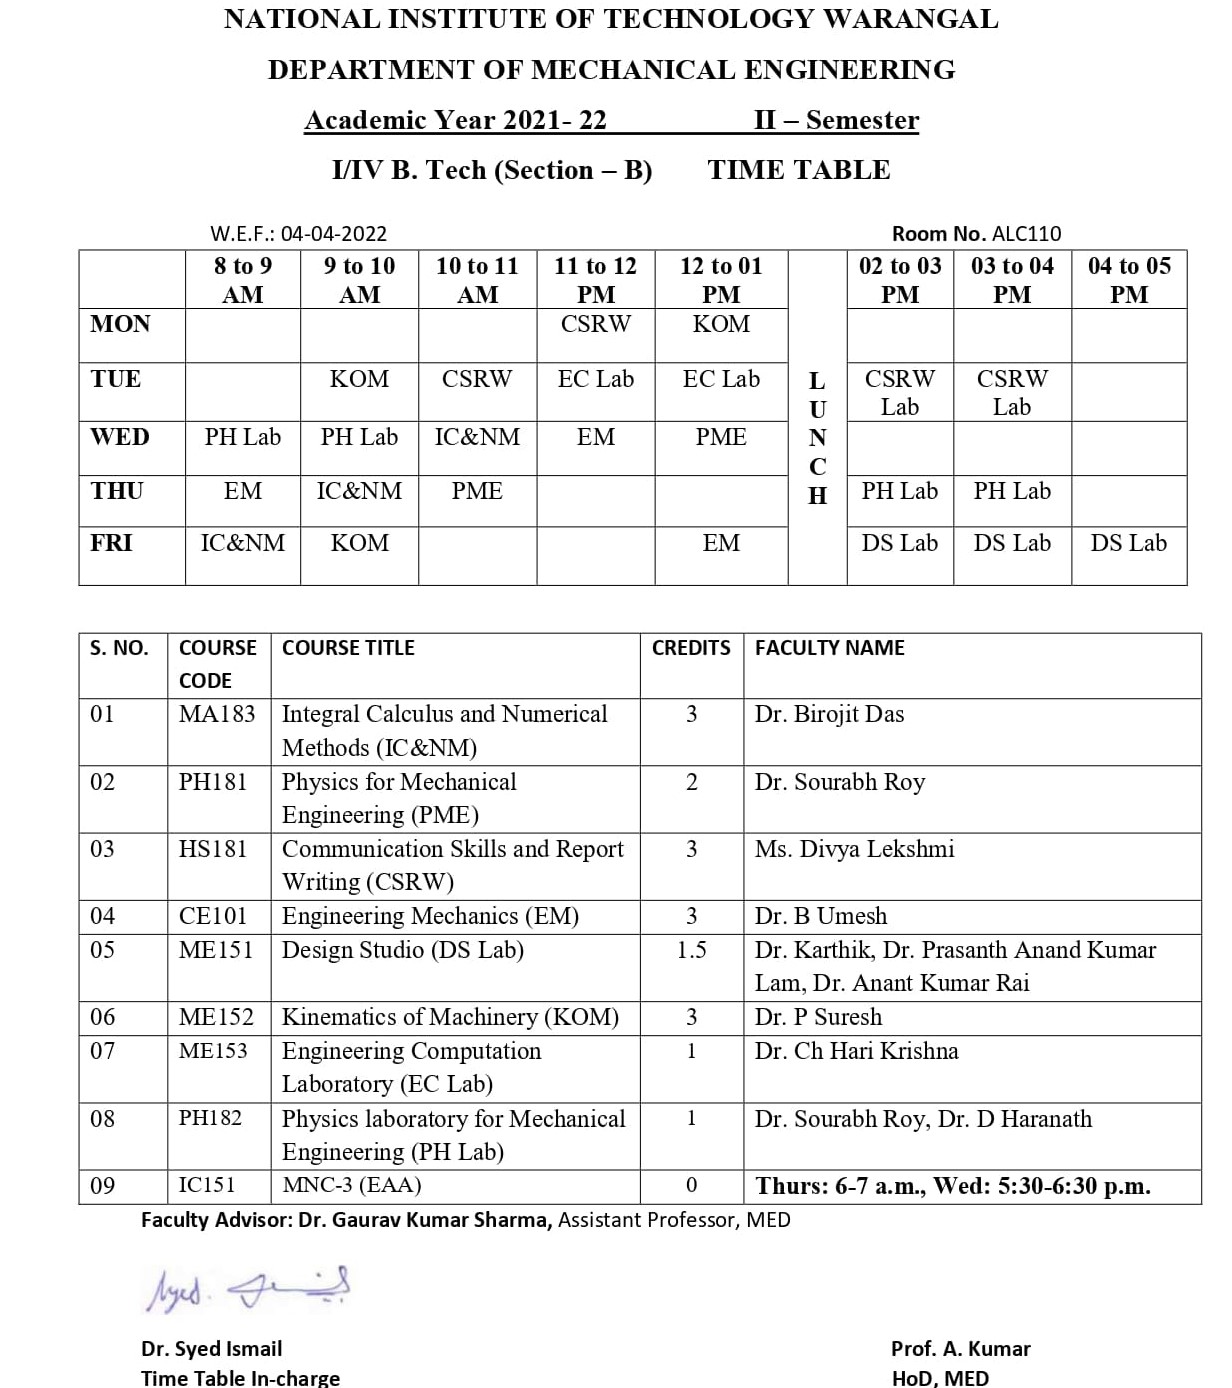 NATIONAL INSTITUTE OF TECHNOLOGY WARANGAL
DEPARTMENT OF MECHANICAL ENGINEERING
Academic Year 2021- 22 II – Semester
I/IV B. Tech (Section – B) TIME TABLE
W.E.F.: 04-04-2022 Room No. ALC110
8 to 9 9 to 10 10 to 11 11 to 12 12 to 01 02 to 03 03 to 04 04 to 05
AM AM AM PM PM PM PM PM
MON CSRW KOM
TUE KOM CSRW EC Lab EC Lab L CSRW CSRW
U Lab Lab
WED PH Lab PH Lab IC&NM EM PME N
C
THU EM IC&NM PME H PH Lab PH Lab
FRI IC&NM KOM EM DS Lab DS Lab DS Lab
S. NO. COURSE COURSE TITLE CREDITS FACULTY NAME
CODE
01 MA183 Integral Calculus and Numerical 3 Dr. Birojit Das
Methods (IC&NM)
02 PH181 Physics for Mechanical 2 Dr. Sourabh Roy
Engineering (PME)
03 HS181 Communication Skills and Report 3 Ms. Divya Lekshmi
Writing (CSRW)
04 CE101 Engineering Mechanics (EM) 3 Dr. B Umesh
05 ME151 Design Studio (DS Lab) 1.5 Dr. Karthik, Dr. Prasanth Anand Kumar
Lam, Dr. Anant Kumar Rai
06 ME152 Kinematics of Machinery (KOM) 3 Dr. P Suresh
07 ME153 Engineering Computation 1 Dr. Ch Hari Krishna
Laboratory (EC Lab)
08 PH182 Physics laboratory for Mechanical 1 Dr. Sourabh Roy, Dr. D Haranath
Engineering (PH Lab)
09 IC151 MNC-3 (EAA) 0 Thurs: 6-7 a.m., Wed: 5:30-6:30 p.m.
Faculty Advisor: Dr. Gaurav Kumar Sharma, Assistant Professor, MED
Syed.
Dr. Syed Ismail Prof. A. Kumar
Time Table In-charge HoD, MED